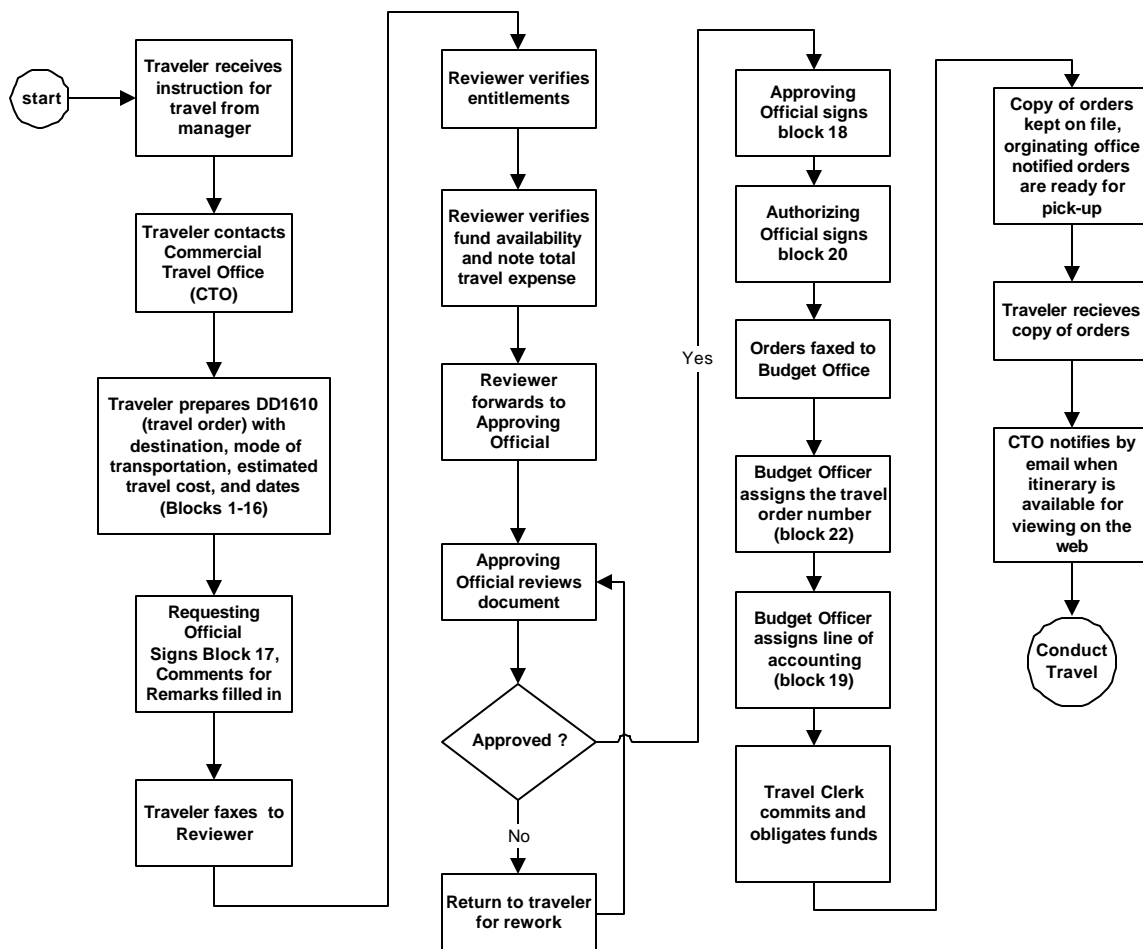 start
Traveler receives
instruction for
travel from
manager
Traveler contacts
Commercial
Travel Office
(CTO)
Traveler prepares DD1610
(travel order) with
destination, mode of
transportation, estimated
travel cost, and dates
(Blocks 1-16)
Requesting
Official
Signs Block 17,
Comments for
Remarks filled in
Traveler faxes to
Reviewer
Reviewer verifies
entitlements
Reviewer verifies
fund availability
and note total
travel expense
Reviewer
forwards to
Approving
Official
Approving
Official reviews
document
Approved ?
No
Return to traveler
for rework
Yes
Approving
Official signs
block 18
Authorizing
Official signs
block 20
Orders faxed to
Budget Office
Budget Officer
assigns the travel
order number
(block 22)
Budget Officer
assigns line of
accounting
(block 19)
Travel Clerk
commits and
obligates funds
Copy of orders
kept on file,
orginating office
notified orders
are ready for
pick-up
Traveler recieves
copy of orders
CTO notifies by
email when
itinerary is
available for
viewing on the
web
Conduct
Travel